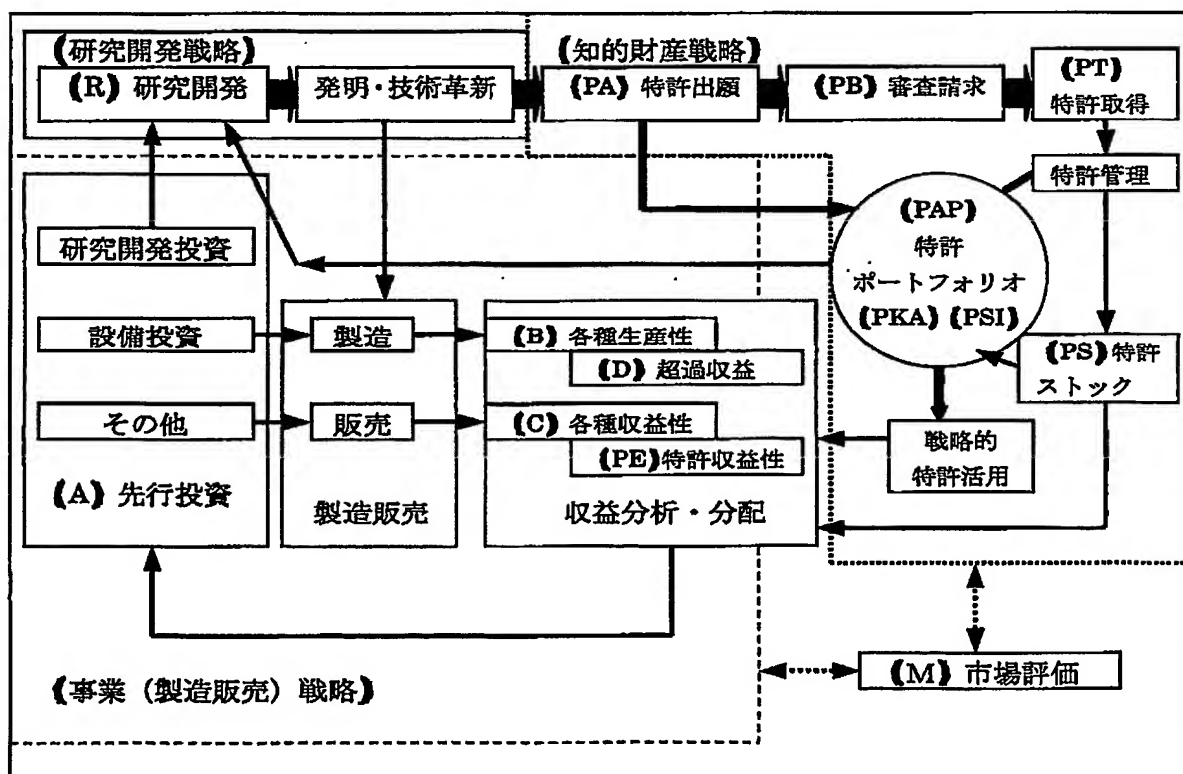 【研究開発戦略】
【知的財産戦略】
【R】研究開発
発明・技術革新
【PA】特許出願
【PB】審査請求
【PT】
特許取得
特許管理
【PAP】
特許
ポートフォリオ
【PKA】【PSI】
研究開発投資
設備投資
製造
【B】各種生産性
【D】超過収益
【PS】特許
ストック
その他
販売
【C】各種収益性
【PE】特許収益性
戦略的
特許活用
【A】先行投資
製造販売
収益分析・分配
【M】市場評価
【事業（製造販売）戦略】